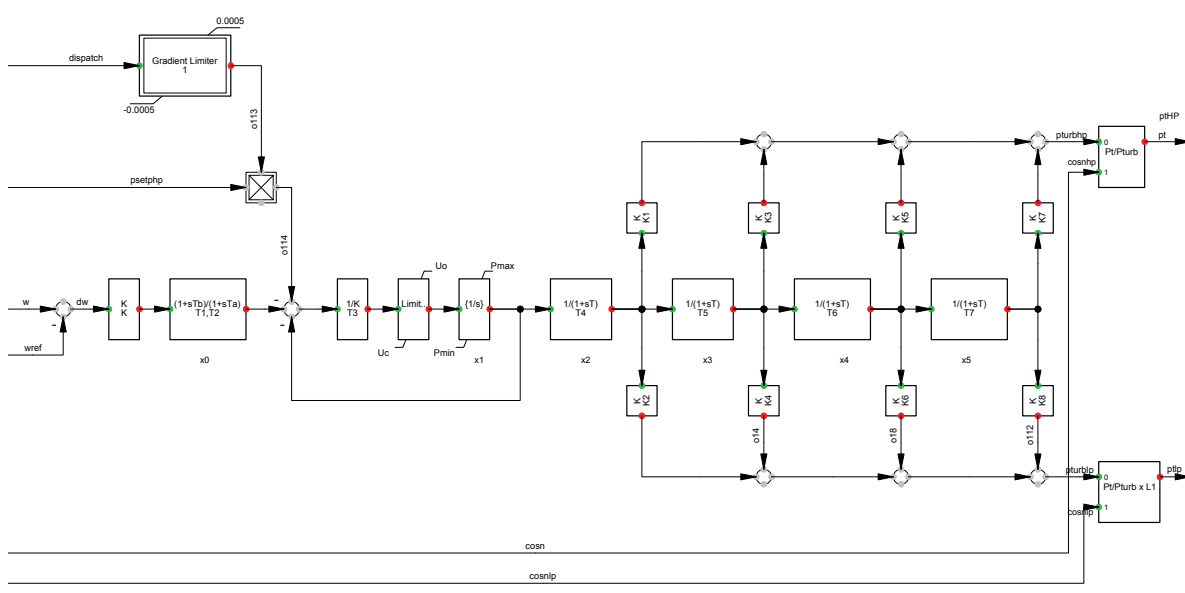 0.0005
dispatch
Gradient Limiter
1
-0.0005
o113
psetphp
o114
ptHP
pturbhp
0
Pt/Pturb
pt
cosnhp
1
K
K1
K
K3
K
K5
K
K7
Uo
Pmax
w
dw
-
wref
K
K
(1+sTb)/(1+sTa)
T1,T2
x0
-
-
1/K
T3
Limit..
Uc
{1/s}
Pmin
x1
1/(1+sT)
T4
x2
1/(1+sT)
T5
x3
1/(1+sT)
T6
x4
1/(1+sT)
T7
x5
K
K2
K
K4
K
K6
K
K8
o14
o18
o112
pturblp
0
Pt/Pturb x L1
ptlp
cosnlp
1
cosn
cosnlp